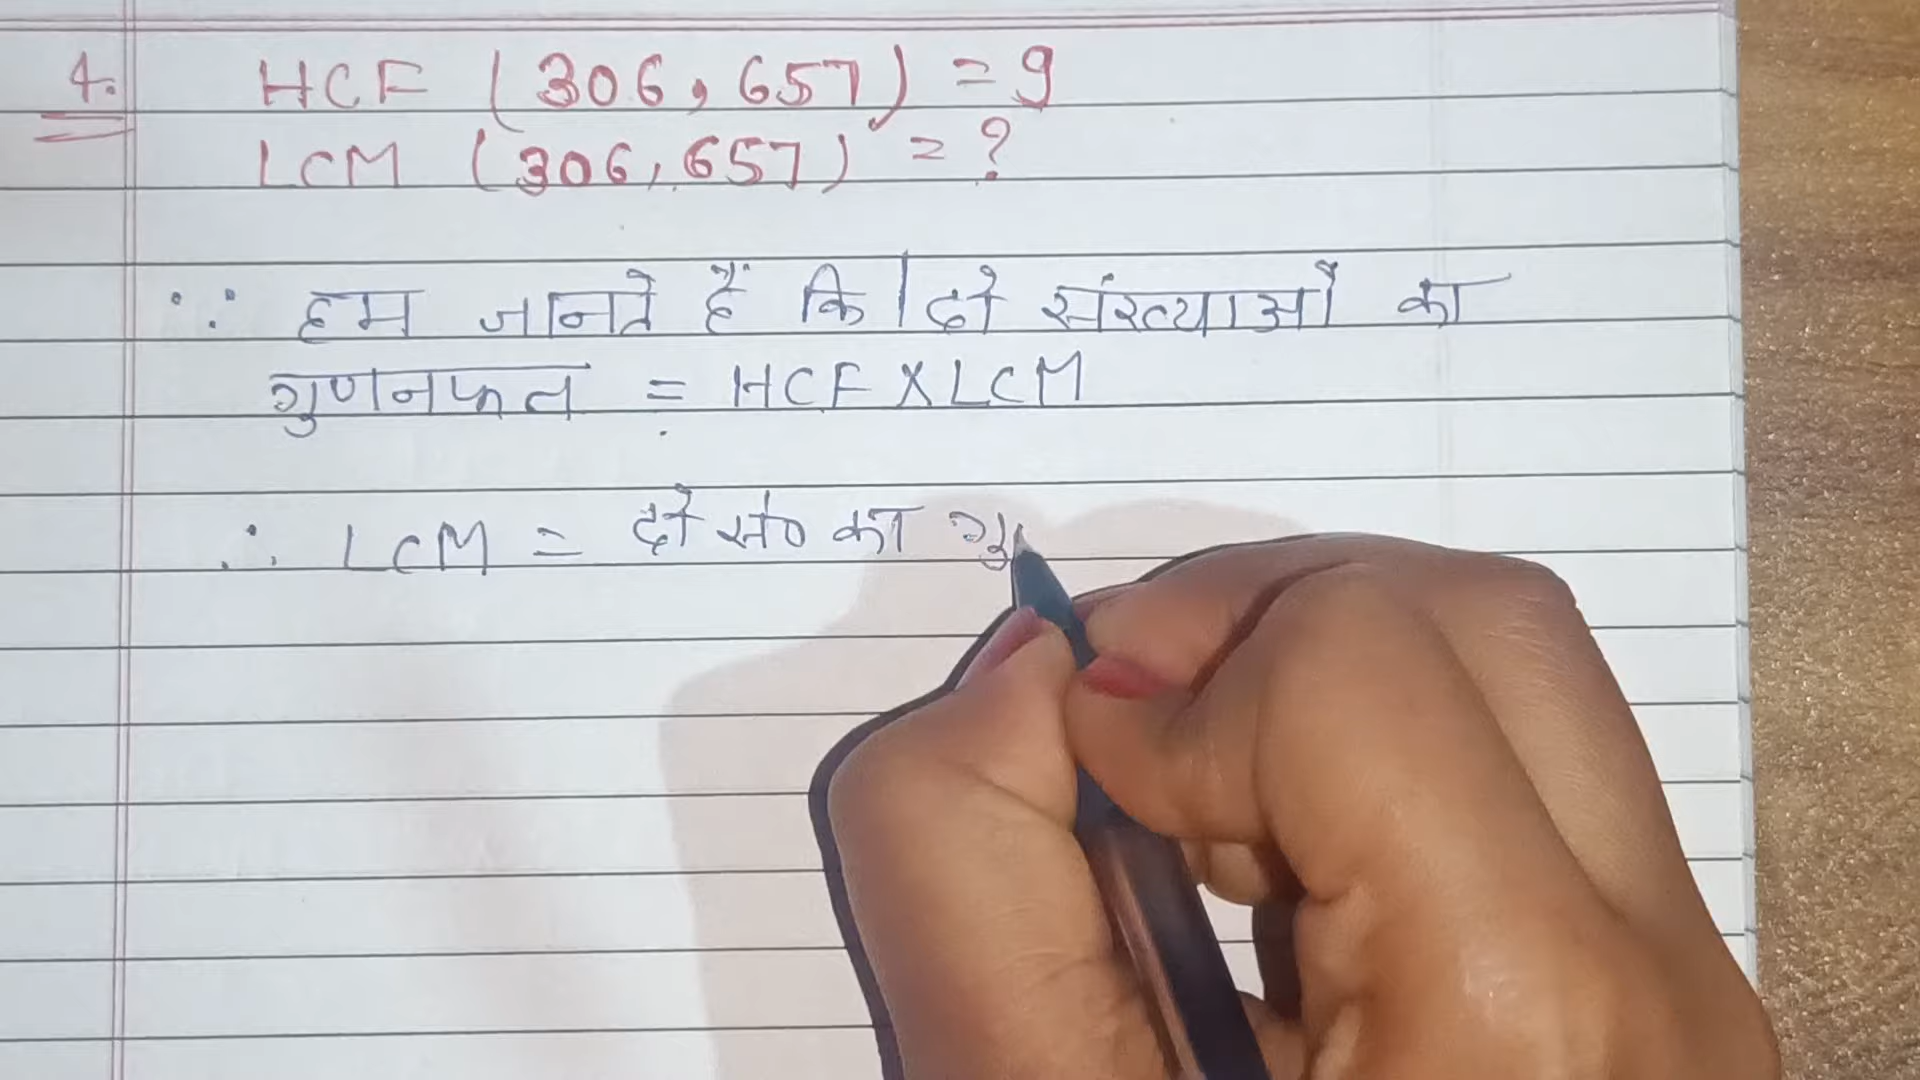 4. HCF (306, 657) = 9
LCM (306, 657) = ?
∵ हम जानते हैं कि दो संख्याओं का
गुणनफल = HCF X LCM
∴ LCM = दो सं० का गु